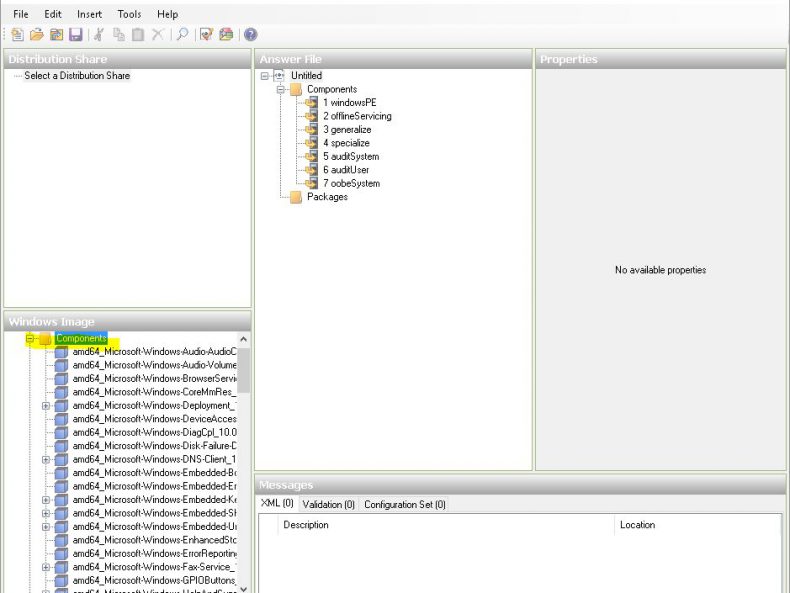 File Edit Insert Tools Help
Distribution Share
Select a Distribution Share
Answer File
Untitled
Components
1 windowsPE
2 offlineServicing
3 generalize
4 specialize
5 auditSystem
6 auditUser
7 oobeSystem
Packages
Properties
No available properties
Windows Image
Components
amd64_Microsoft-Windows-Audio-AudioC
amd64_Microsoft-Windows-Audio-Volume
amd64_Microsoft-Windows-BrowserServi
amd64_Microsoft-Windows-CoreMmRes_
amd64_Microsoft-Windows-Deployment_1
amd64_Microsoft-Windows-DeviceAcces
amd64_Microsoft-Windows-DiagCpl_10.0
amd64_Microsoft-Windows-Disk-Failure-D
amd64_Microsoft-Windows-DNS-Client_1
amd64_Microsoft-Windows-Embedded-Bo
amd64_Microsoft-Windows-Embedded-Er
amd64_Microsoft-Windows-Embedded-Ke
amd64_Microsoft-Windows-Embedded-Sh
amd64_Microsoft-Windows-Embedded-Un
amd64_Microsoft-Windows-EnhancedSto
amd64_Microsoft-Windows-ErrorReporting
amd64_Microsoft-Windows-Fax-Service_1
amd64_Microsoft-Windows-GPIOButtons_
Messages
XML (0) Validation (0) Configuration Set (0)
Description Location